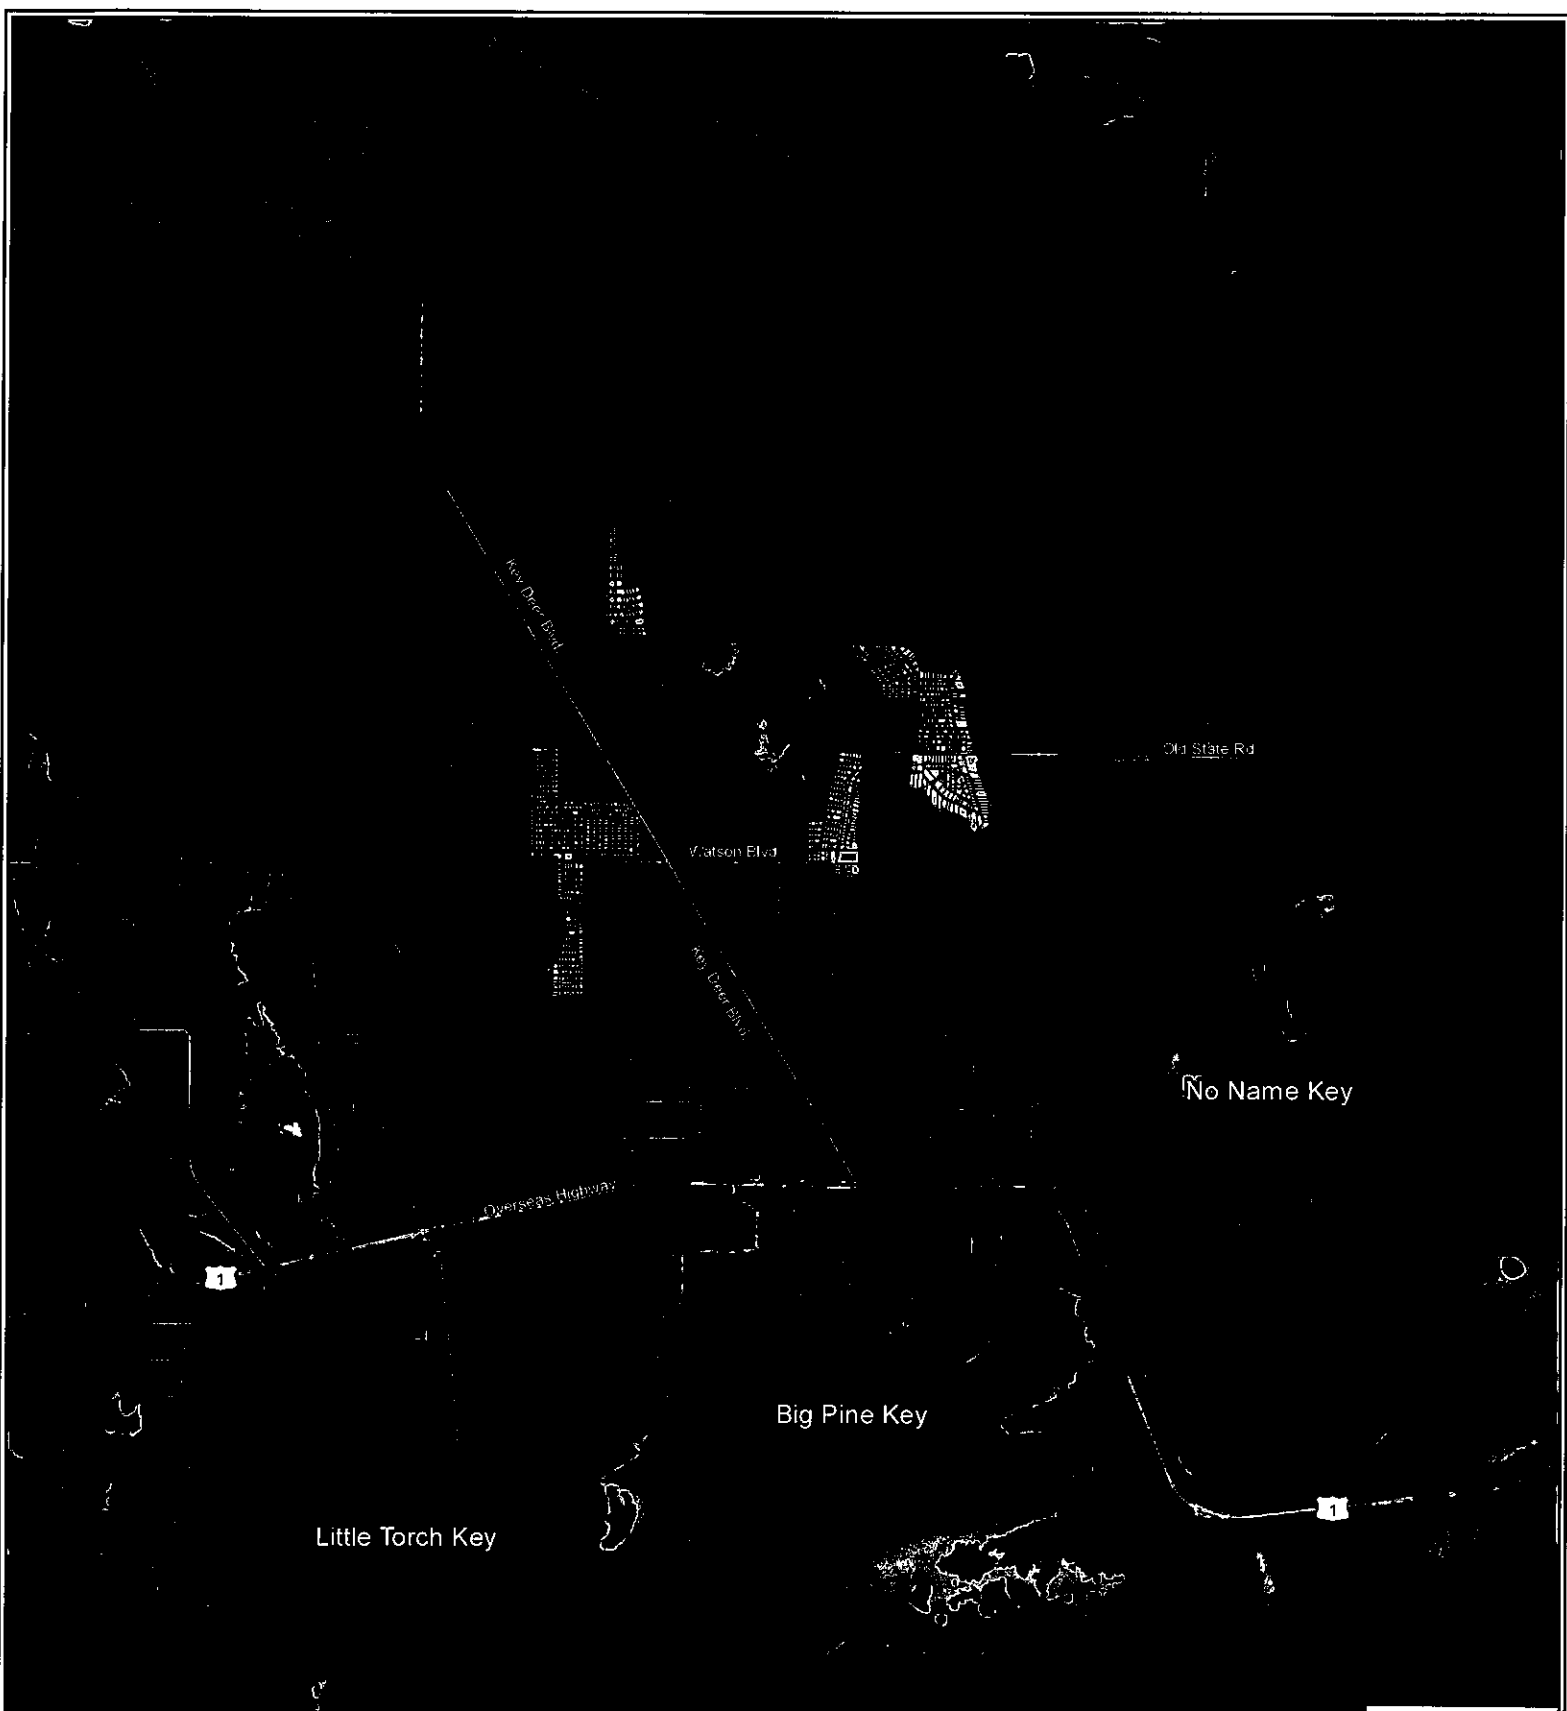 Key Deer Blvd
Old State Rd
Watson Blvd
Key Deer Blvd
No Name Key
Overseas Highway
1
Big Pine Key
1
Little Torch Key